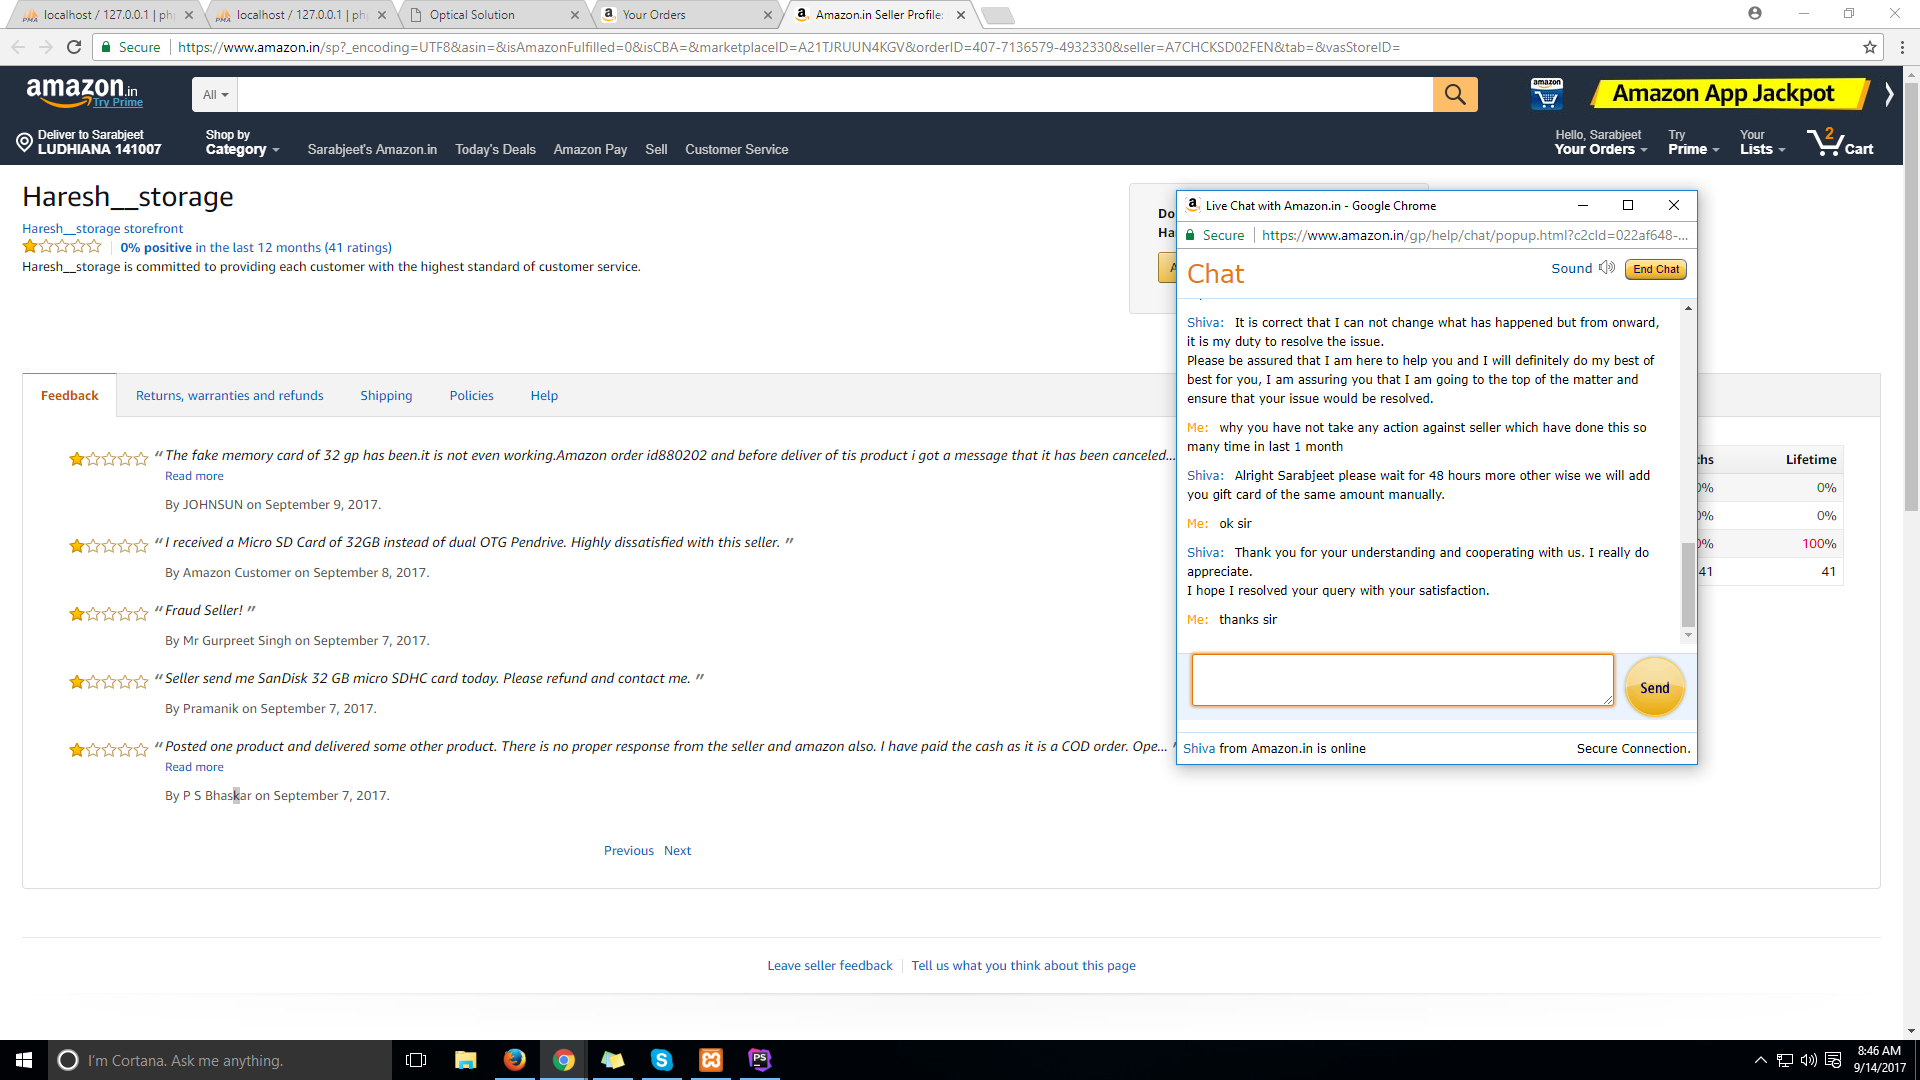 localhost / 127.0.0.1 | ph
localhost / 127.0.0.1 | ph
Optical Solution
Your Orders
Amazon.in Seller Profile:
Secure
https://www.amazon.in/sp?_encoding=UTF8&asin=&isAmazonFulfilled=0&isCBA=&marketplaceID=A21TJRUUN4KGV&orderID=407-7136579-4932330&seller=A7CHCKSD02FEN&tab=&vasStoreID=
amazon.in
Try Prime
All
amazon
Amazon App Jackpot
Deliver to Sarabjeet
LUDHIANA 141007
Shop by
Category
Sarabjeet's Amazon.in
Today's Deals
Amazon Pay
Sell
Customer Service
Hello, Sarabjeet
Your Orders
Try
Prime
Your
Lists
2
Cart
Haresh__storage
Haresh__storage storefront
0% positive in the last 12 months (41 ratings)
Haresh__storage is committed to providing each customer with the highest standard of customer service.
Do
Ha
Feedback
Returns, warranties and refunds
Shipping
Policies
Help
“ The fake memory card of 32 gp has been.it is not even working.Amazon order id880202 and before deliver of tis product i got a message that it has been canceled...
Read more
By JOHNSUN on September 9, 2017.
“ I received a Micro SD Card of 32GB instead of dual OTG Pendrive. Highly dissatisfied with this seller. ”
By Amazon Customer on September 8, 2017.
“ Fraud Seller! ”
By Mr Gurpreet Singh on September 7, 2017.
“ Seller send me SanDisk 32 GB micro SDHC card today. Please refund and contact me. ”
By Pramanik on September 7, 2017.
“ Posted one product and delivered some other product. There is no proper response from the seller and amazon also. I have paid the cash as it is a COD order. Ope... ”
Read more
By P S Bhaskar on September 7, 2017.
Previous Next
ths Lifetime
0% 0%
0% 0%
0% 100%
41 41
Leave seller feedback
Tell us what you think about this page
Live Chat with Amazon.in - Google Chrome
Secure
https://www.amazon.in/gp/help/chat/popup.html?c2cId=022af648-...
Chat
Sound
End Chat
Shiva: It is correct that I can not change what has happened but from onward,
it is my duty to resolve the issue.
Please be assured that I am here to help you and I will definitely do my best of
best for you, I am assuring you that I am going to the top of the matter and
ensure that your issue would be resolved.
Me: why you have not take any action against seller which have done this so
many time in last 1 month
Shiva: Alright Sarabjeet please wait for 48 hours more other wise we will add
you gift card of the same amount manually.
Me: ok sir
Shiva: Thank you for your understanding and cooperating with us. I really do
appreciate.
I hope I resolved your query with your satisfaction.
Me: thanks sir
Send
Shiva from Amazon.in is online
Secure Connection.
I'm Cortana. Ask me anything.
8:46 AM
9/14/2017